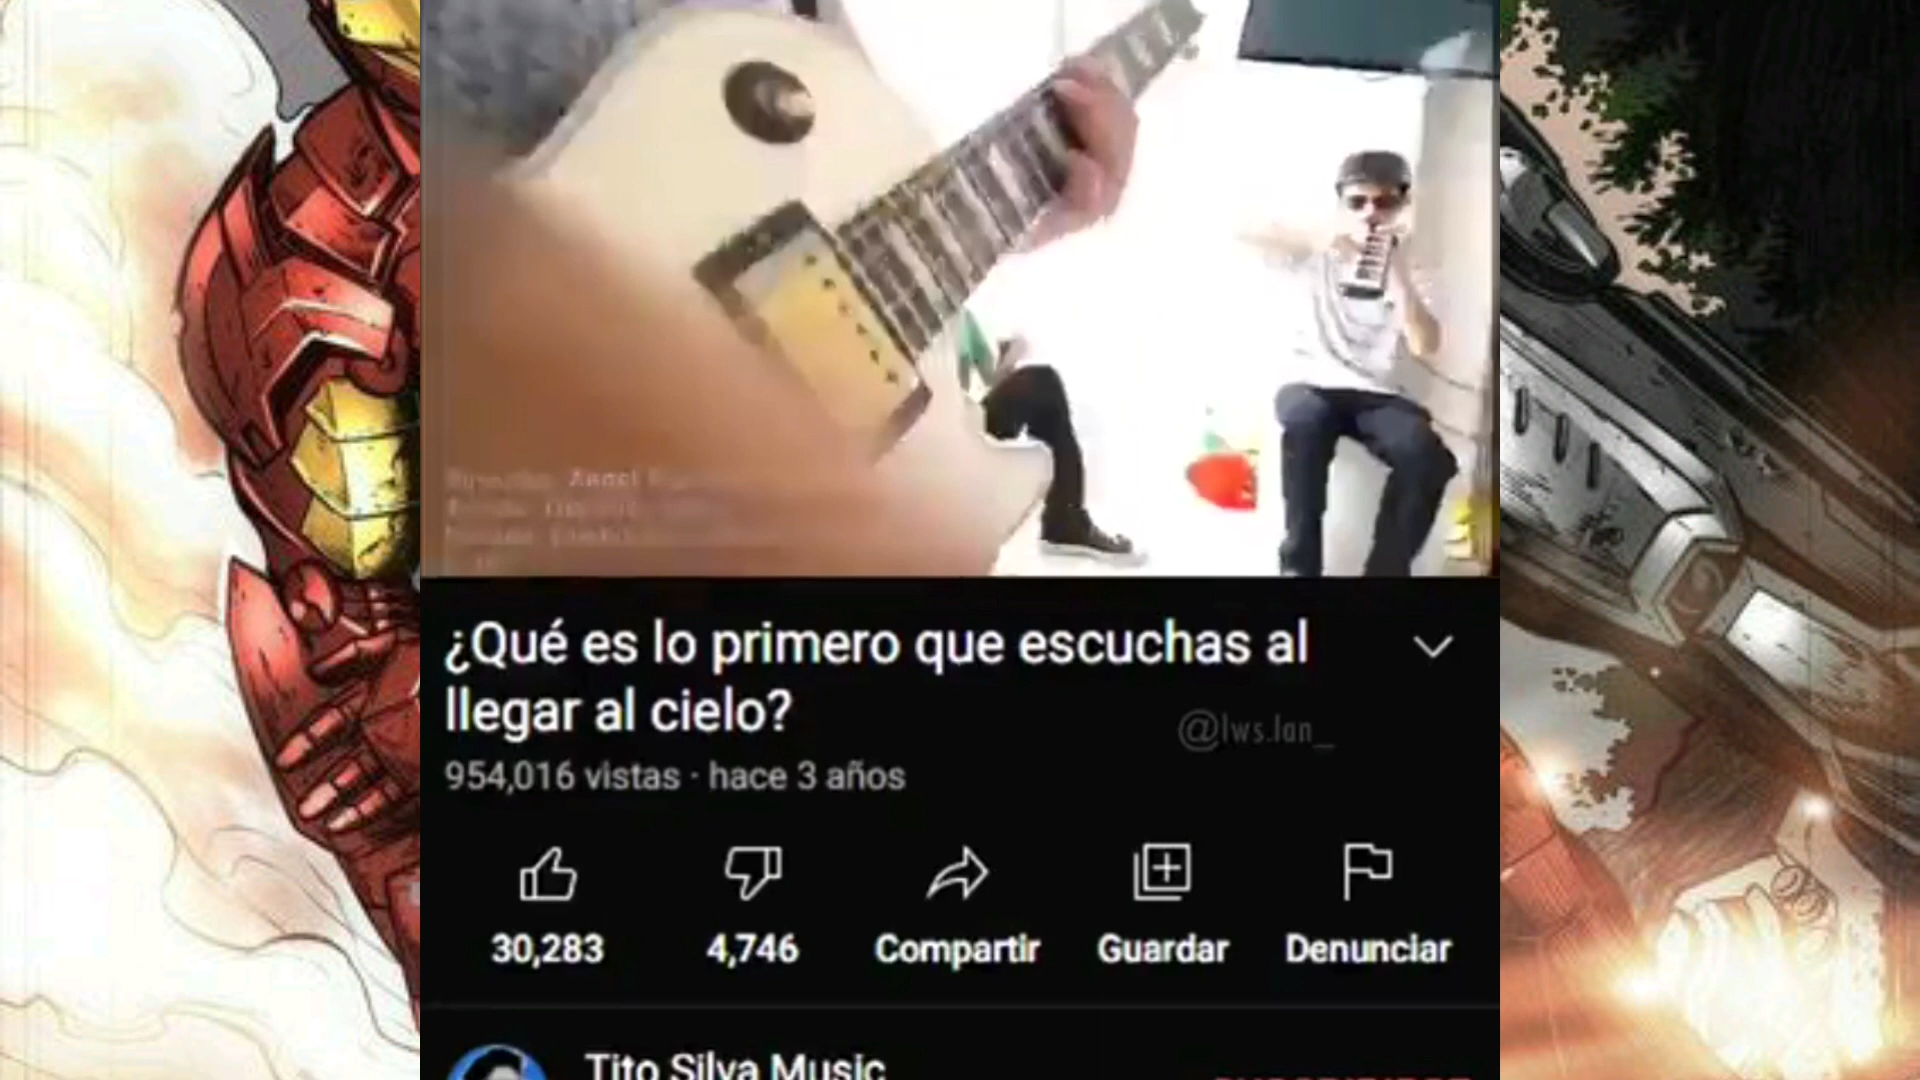 ¿Qué es lo primero que escuchas al
llegar al cielo?
@lws.lan_
954,016 vistas · hace 3 años
30,283
4,746
Compartir
Guardar
Denunciar
Tito Silva Music